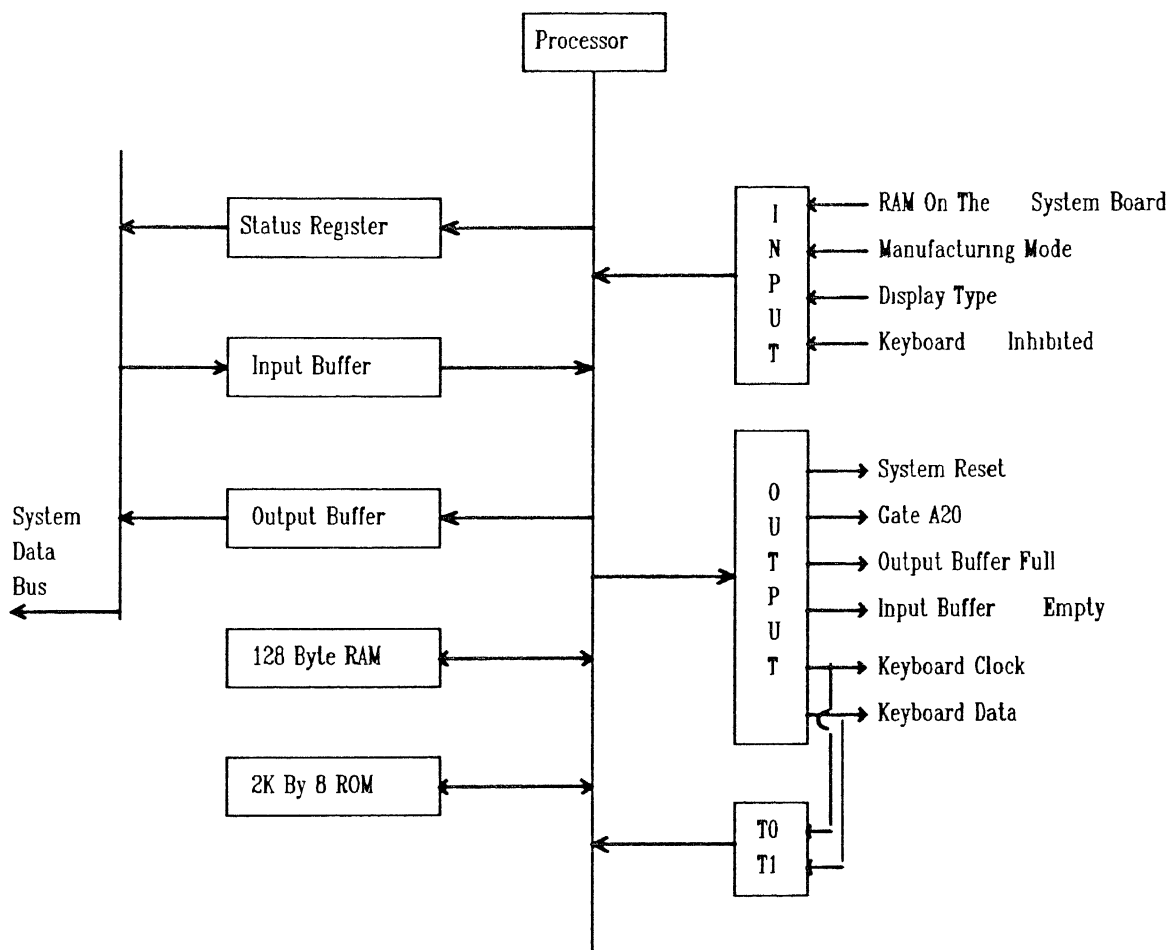 Processor
Status Register
Input Buffer
Output Buffer
System
Data
Bus
128 Byte RAM
2K By 8 ROM
INPUT
RAM On The System Board
Manufacturing Mode
Display Type
Keyboard Inhibited
OUTPUT
System Reset
Gate A20
Output Buffer Full
Input Buffer Empty
Keyboard Clock
Keyboard Data
T0
T1